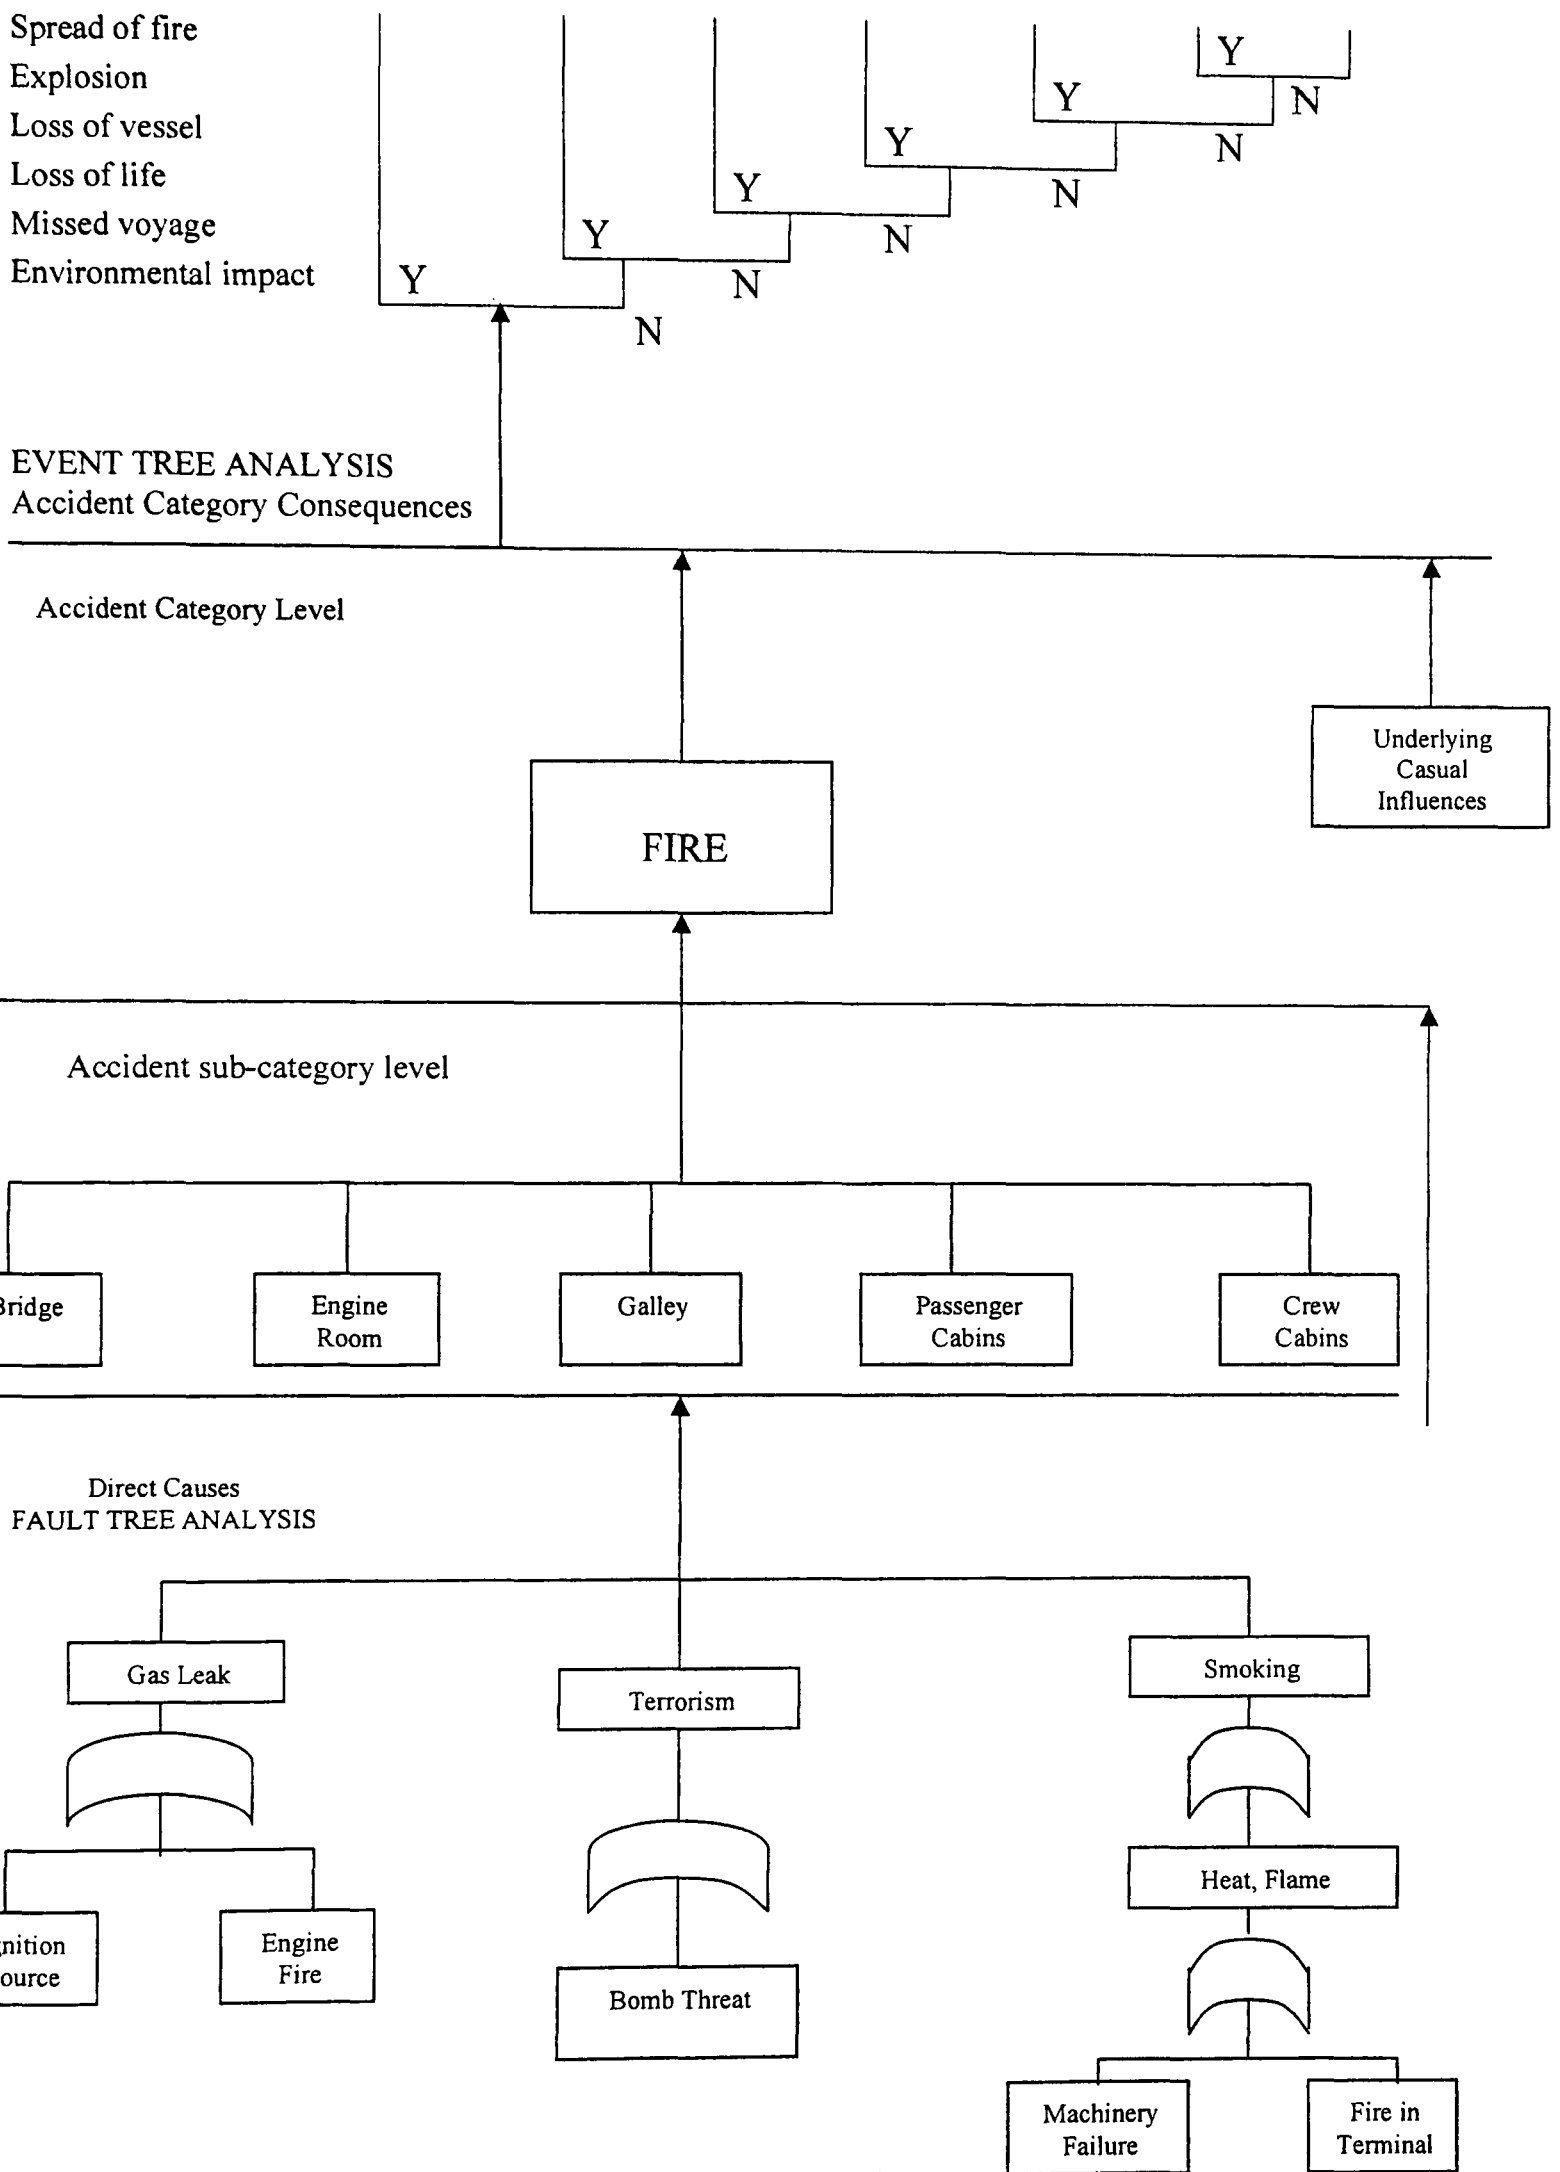 Spread of fire
Explosion
Loss of vessel
Loss of life
Missed voyage
Environmental impact
Y
N
Y
N
Y
N
Y
N
Y
N
Y
N
EVENT TREE ANALYSIS
Accident Category Consequences
Accident Category Level
Underlying
Casual
Influences
FIRE
Accident sub-category level
Bridge
Engine
Room
Galley
Passenger
Cabins
Crew
Cabins
Direct Causes
FAULT TREE ANALYSIS
Gas Leak
Terrorism
Smoking
Heat, Flame
nition
ource
Engine
Fire
Bomb Threat
Machinery
Failure
Fire in
Terminal